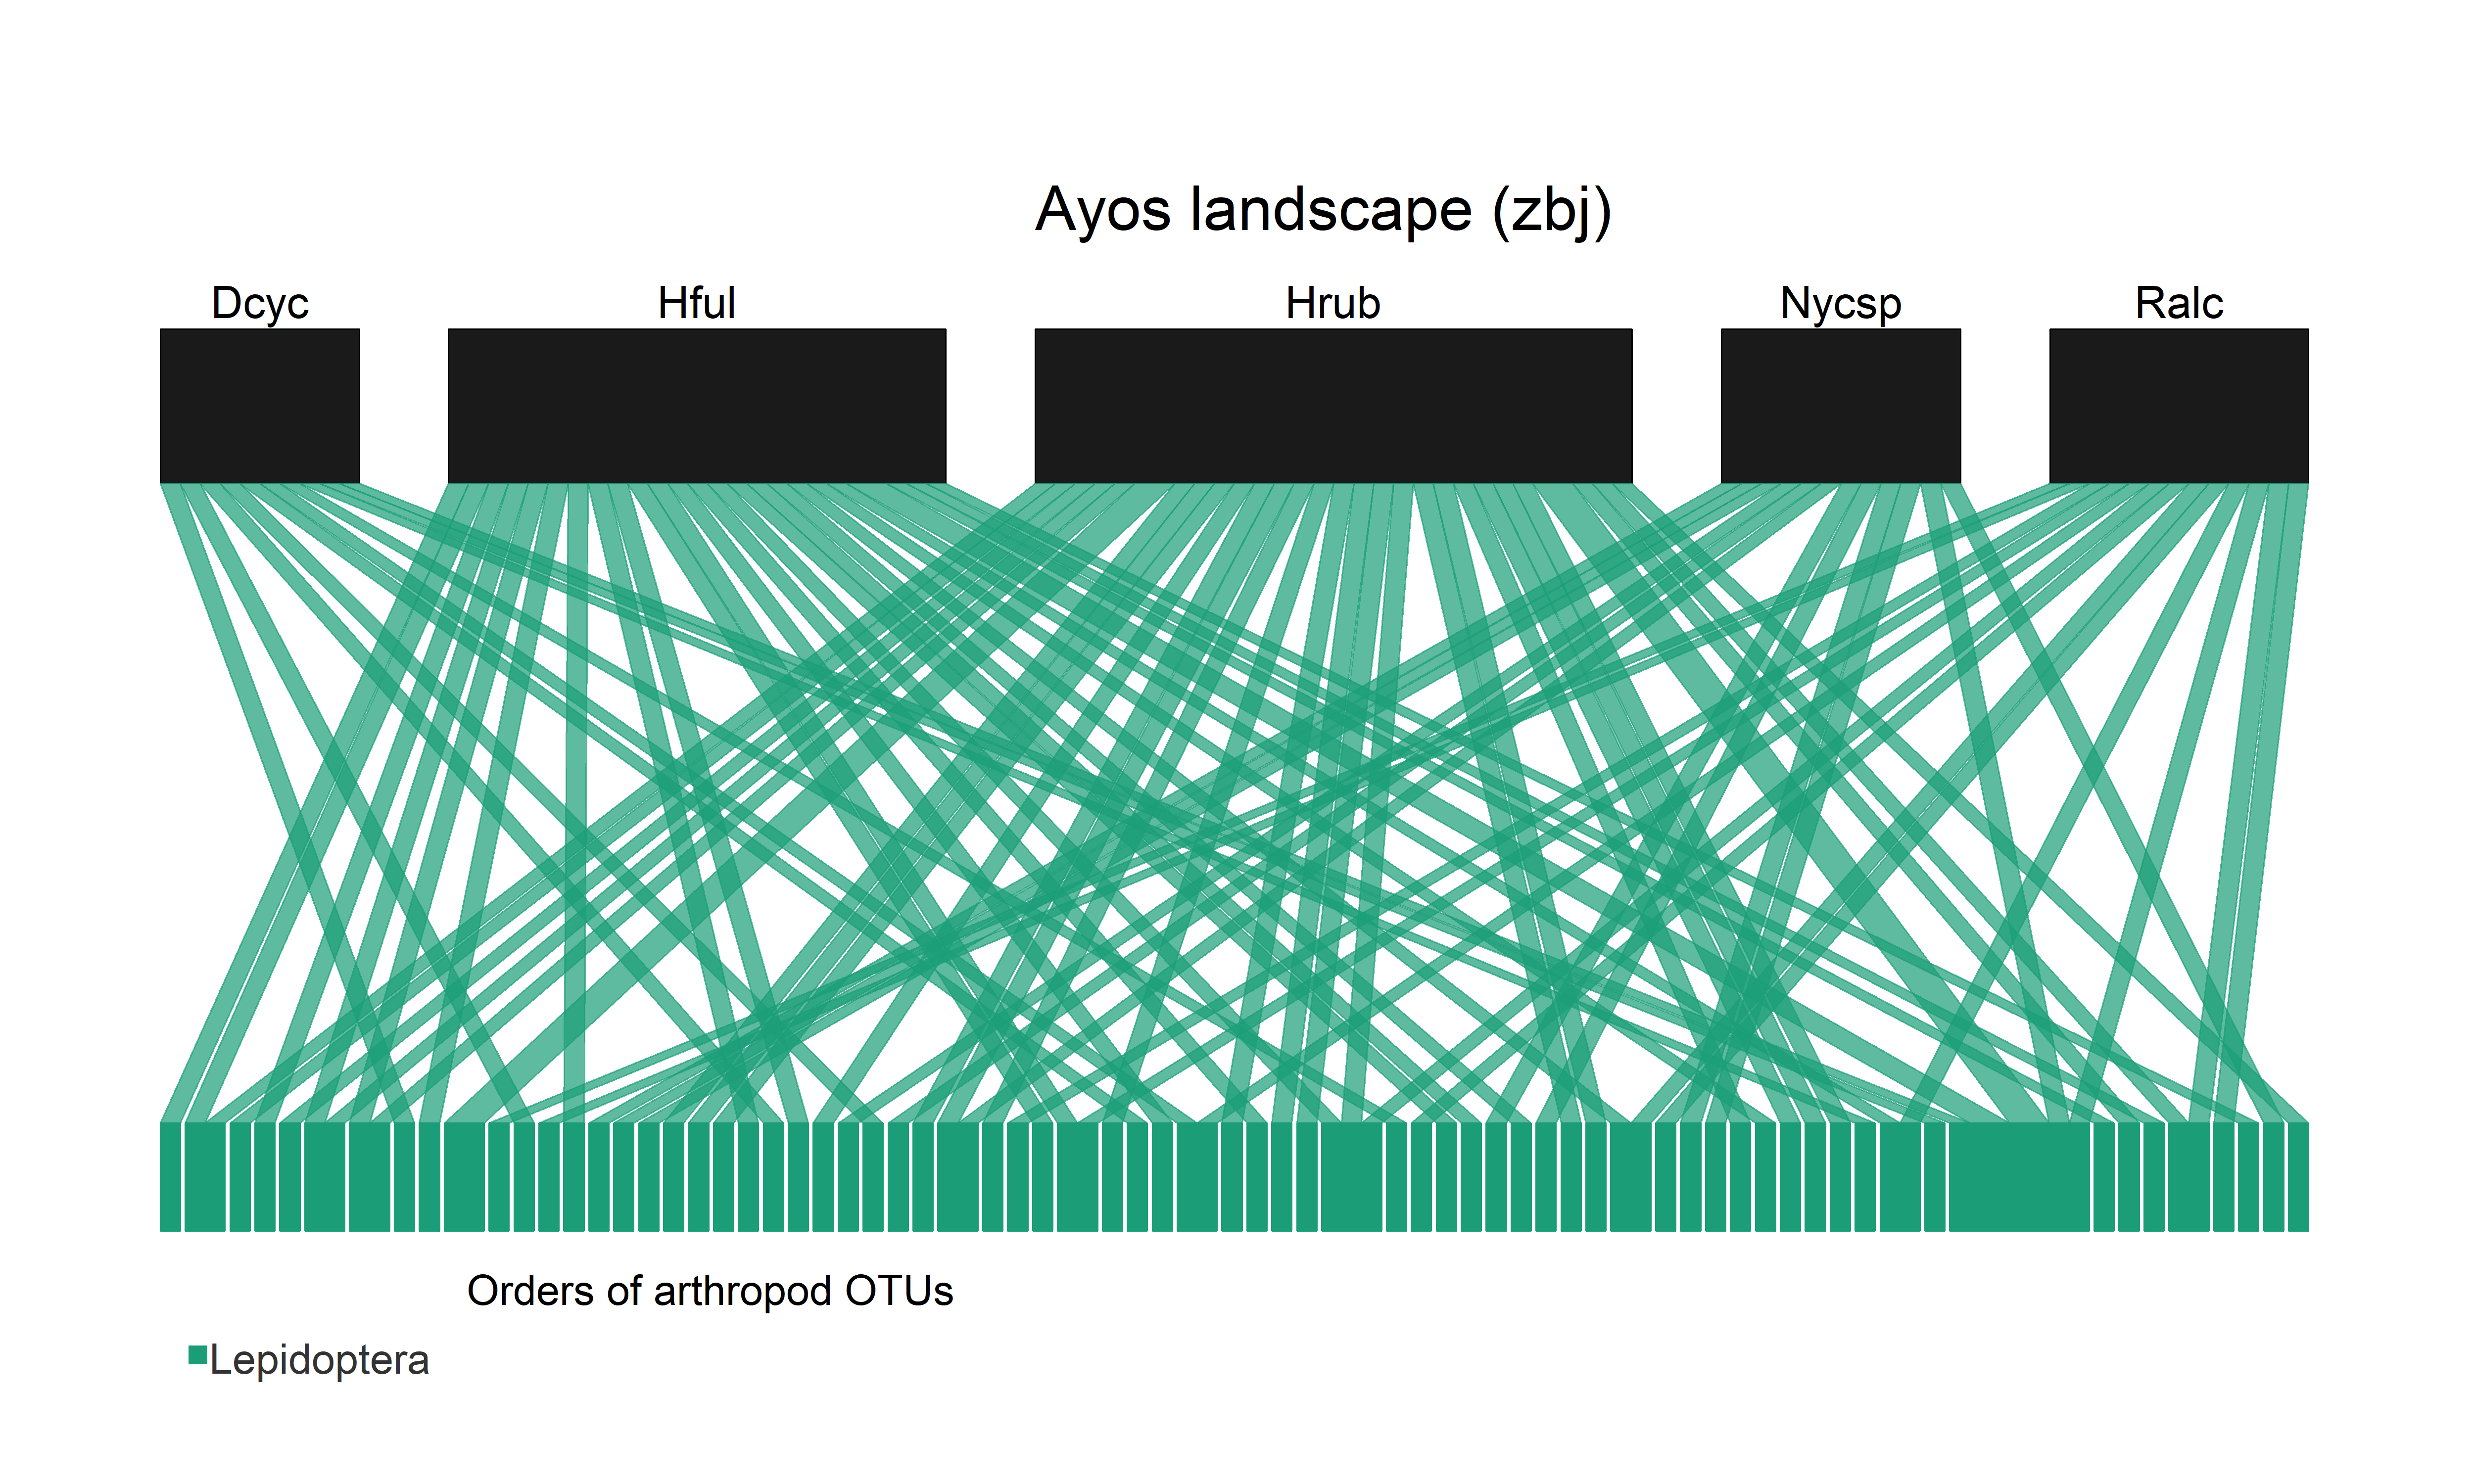 Ayos landscape (zbj)
Dcyc Hful Hrub Nycsp Ralc
Orders of arthropod OTUs
Lepidoptera